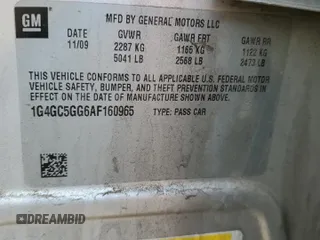 GM
MFD BY GENERAL MOTORS LLC
DATE GVWR GAWR FRT GAWR RR
11/09 2287 KG 1165 KG 1122 KG
5041 LB 2568 LB 2473 LB
THIS VEHICLE CONFORMS TO ALL APPLICABLE U.S. FEDERAL MOTOR
VEHICLE SAFETY, BUMPER, AND THEFT PREVENTION STANDARDS IN
EFFECT ON THE DATE OF MANUFACTURE SHOWN ABOVE.
1G4GC5GG6AF160965 TYPE: PASS CAR
DREAMBID